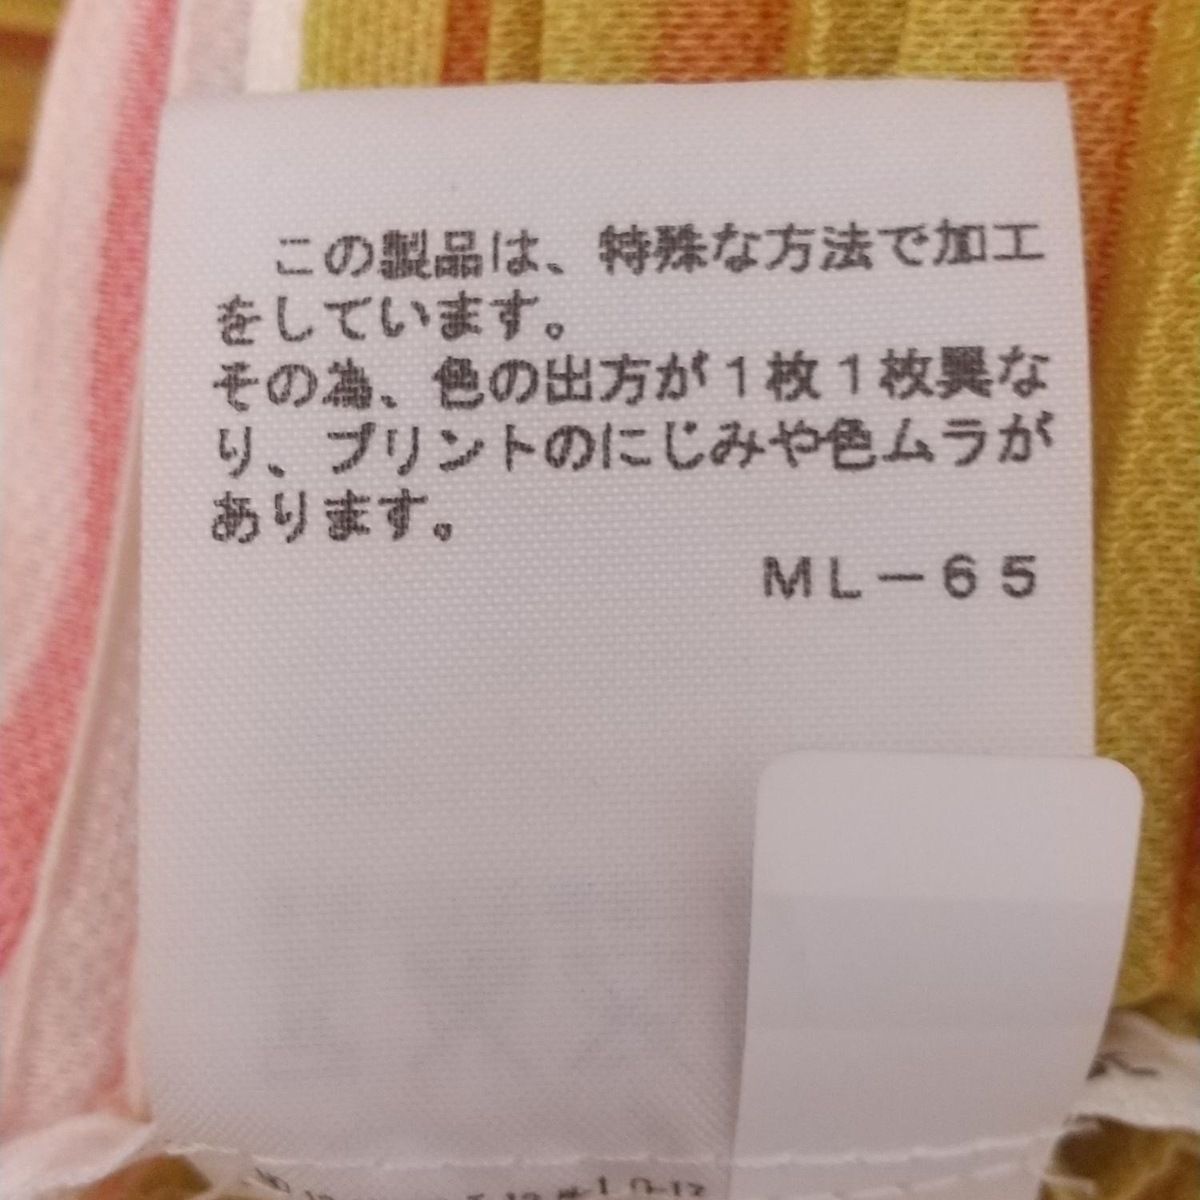 この製品は、特殊な方法で加工
をしています。
その為、色の出方が1枚1枚異な
り、プリントのにじみや色ムラが
あります。
ML-65